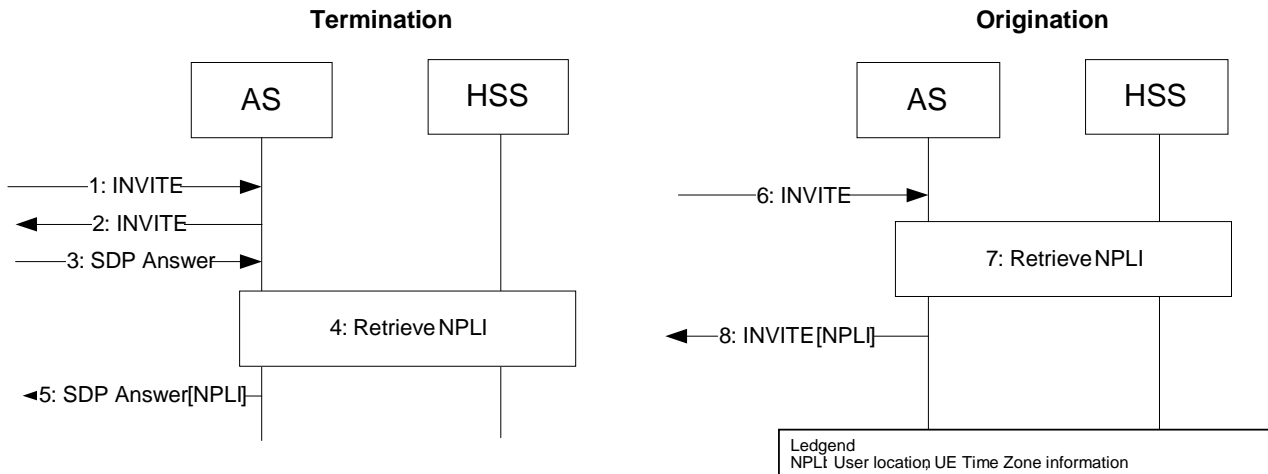 Termination
AS
HSS
1: INVITE
2: INVITE
3: SDP Answer
4: Retrieve NPLI
5: SDP Answer[NPLI]
Origination
AS
HSS
6: INVITE
7: Retrieve NPLI
8: INVITE[NPLI]
Ledgend
NPLI: User location, UE Time Zone information